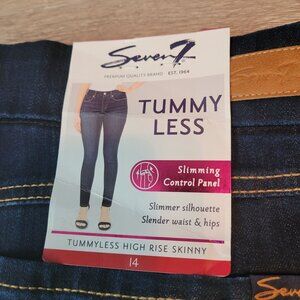 Seven7
PREMIUM QUALITY BRAND EST. 1964
TUMMY
LESS
Slimming
Control Panel
Slimmer silhouette
Slender waist & hips
TUMMYLESS HIGH RISE SKINNY
14